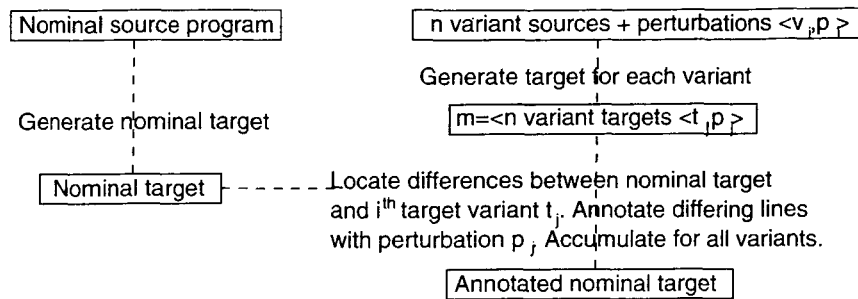 Nominal source program
n variant sources + perturbations <v_i,p_i>
Generate target for each variant
Generate nominal target
m=<n variant targets <t_i,p_i>
Nominal target
Locate differences between nominal target
and i^th target variant t_i. Annotate differing lines
with perturbation p_i. Accumulate for all variants.
Annotated nominal target